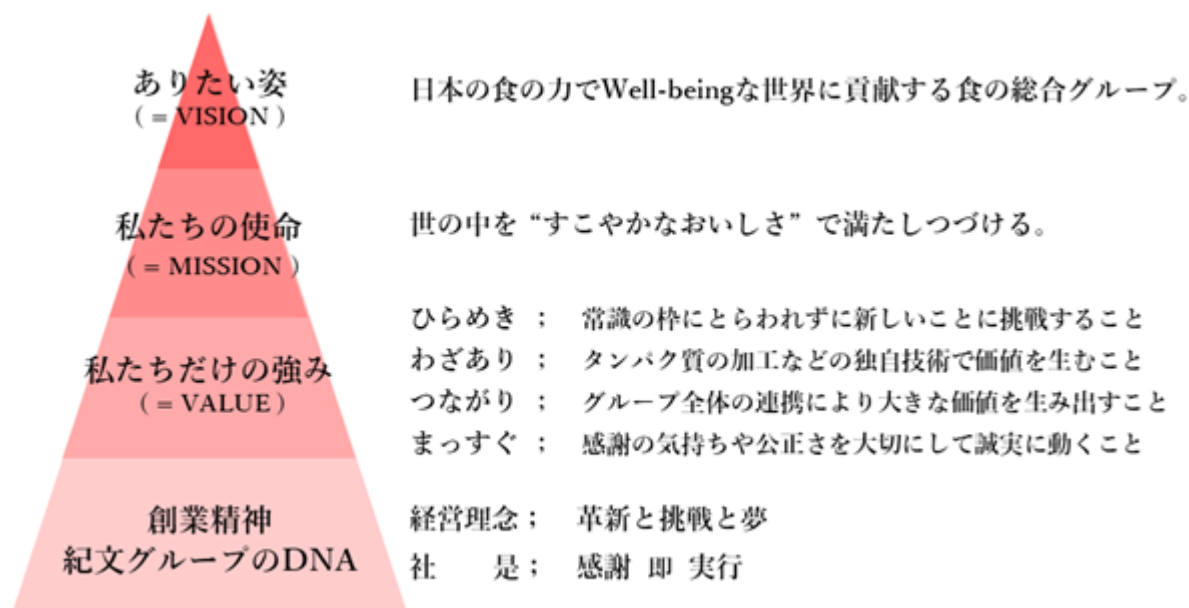 ありたい姿
( = VISION )
日本の食の力でWell-beingな世界に貢献する食の総合グループ。
私たちの使命
( = MISSION )
世の中を“すこやかなおいしさ”で満たしつづける。
私たちだけの強み
( = VALUE )
ひらめき ; 常識の枠にとらわれずに新しいことに挑戦すること
わざあり ; タンパク質の加工などの独自技術で価値を生むこと
つながり ; グループ全体の連携により大きな価値を生み出すこと
まっすぐ ; 感謝の気持ちや公正さを大切にして誠実に動くこと
創業精神
紀文グループのDNA
経営理念 ; 革新と挑戦と夢
社 是 ; 感謝 即 実行